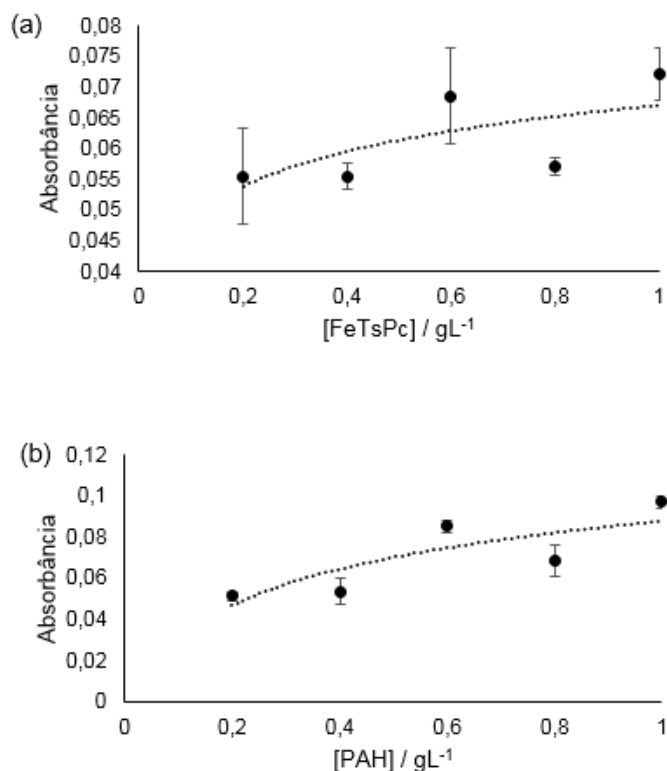 (a)
Absorbância
0,08
0,075
0,07
0,065
0,06
0,055
0,05
0,045
0,04
0 0,2 0,4 0,6 0,8 1
[FeTsPc] / gL⁻¹
(b)
Absorbância
0,12
0,1
0,08
0,06
0,04
0,02
0
0 0,2 0,4 0,6 0,8 1
[PAH] / gL⁻¹